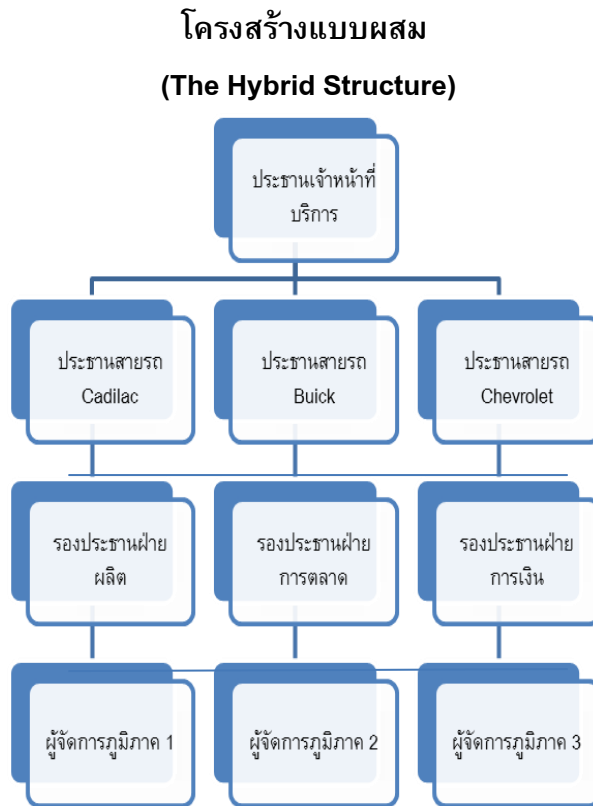 โครงสร้างแบบผสม
(The Hybrid Structure)
ประธานเจ้าหน้าที่
บริการ
ประธานสายรถ
Cadilac
ประธานสายรถ
Buick
ประธานสายรถ
Chevrolet
รองประธานฝ่าย
ผลิต
รองประธานฝ่าย
การตลาด
รองประธานฝ่าย
การเงิน
ผู้จัดการภูมิภาค 1
ผู้จัดการภูมิภาค 2
ผู้จัดการภูมิภาค 3